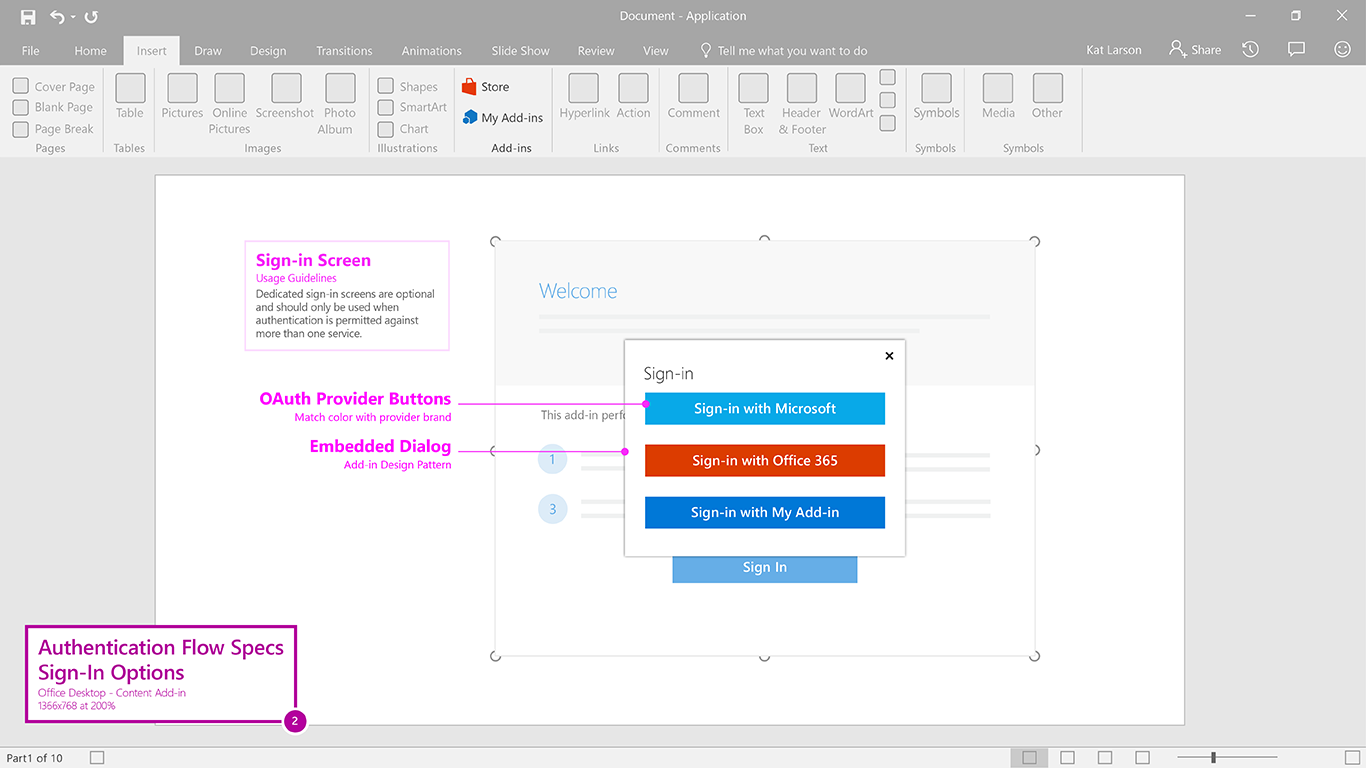 Document - Application
File Home Insert Draw Design Transitions Animations Slide Show Review View Tell me what you want to do Kat Larson Share
Cover Page
Blank Page
Page Break
Pages
Table
Tables
Pictures
Online
Pictures
Screenshot
Photo
Album
Images
Shapes
SmartArt
Chart
Illustrations
Store
My Add-ins
Add-ins
Hyperlink
Action
Links
Comment
Comments
Text
Box
Header
& Footer
WordArt
Text
Symbols
Symbols
Media
Other
Symbols
Sign-in Screen
Usage Guidelines
Dedicated sign-in screens are optional
and should only be used when
authentication is permitted against
more than one service.
Welcome
OAuth Provider Buttons
Match color with provider brand
Embedded Dialog
Add-in Design Pattern
This add-in perfo
1
3
Sign-in
Sign-in with Microsoft
Sign-in with Office 365
Sign-in with My Add-in
Sign In
Authentication Flow Specs
Sign-In Options
Office Desktop - Content Add-in
1366x768 at 200%
2
Part1 of 10